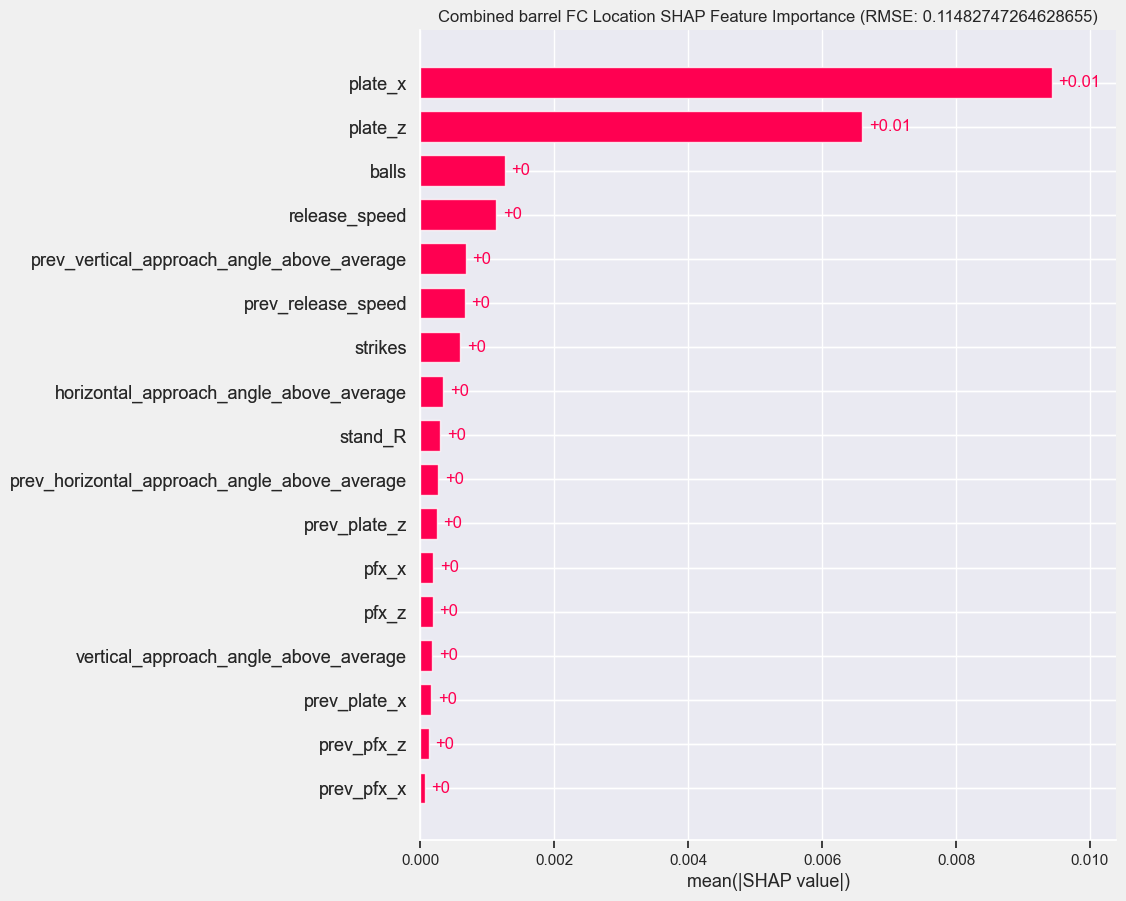 Combined barrel FC Location SHAP Feature Importance (RMSE: 0.11482747264628655)
plate_x +0.01
plate_z +0.01
balls +0
release_speed +0
prev_vertical_approach_angle_above_average +0
prev_release_speed +0
strikes +0
horizontal_approach_angle_above_average +0
stand_R +0
prev_horizontal_approach_angle_above_average +0
prev_plate_z +0
pfx_x +0
pfx_z +0
vertical_approach_angle_above_average +0
prev_plate_x +0
prev_pfx_z +0
prev_pfx_x +0
0.000 0.002 0.004 0.006 0.008 0.010
mean(|SHAP value|)